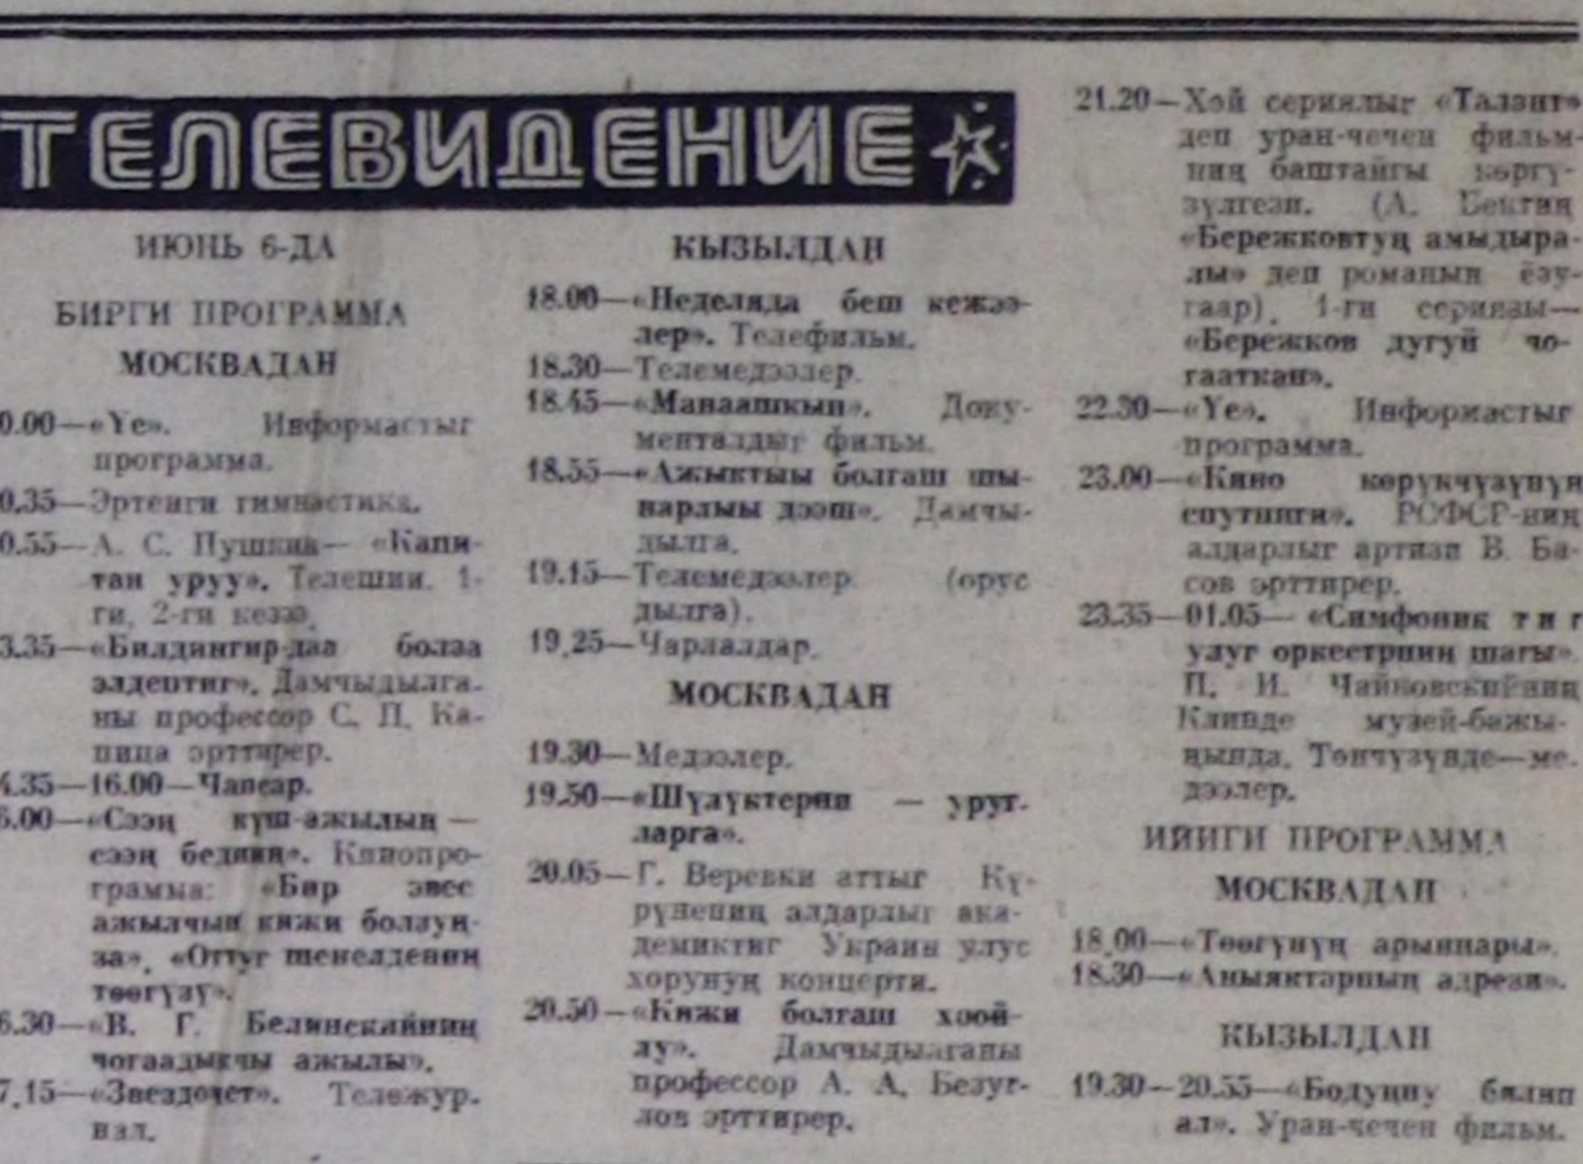 ТЕЛЕВИДЕНИЕ
ИЮНЬ 6-ДА
БИРГИ ПРОГРАММА
МОСКВАДАН
0.00—«Үе». Информастыг
программа.
0.35—Эртенги гимнастика.
0.55—А. С. Пушкин— «Капи-
тан уруу». Телешии. 1-
ги, 2-ги кезээ.
3.35—«Билдингир-даа болза
элдептиг». Дамчыдылга-
ны профессор С. П. Ка-
пица эрттирер.
4.35—16.00—Чапсар.
6.00—«Сээң күш-ажылың —
сээң бедииң». Кинопро-
грамма: «Бир эвес
ажылчын кижи болзуң-
за», «Оттуг шенелдениң
төөгүзү».
6.30—«В. Г. Белинскийниң
чогаадыкчы ажылы».
7.15—«Звездочет». Тележур-
нал.
КЫЗЫЛДАН
18.00—«Неделяда беш кежээ-
лер». Телефильм.
18.30—Телемедээлер.
18.45—«Манаашкын». Доку-
менталдыг фильм.
18.55—«Ажыктыы болгаш шы-
нарлыы дээш». Дамчы-
дылга.
19.15—Телемедээлер (орус
дылга).
19.25—Чарлалдар.
МОСКВАДАН
19.30—Медээлер.
19.50—«Шүлүктерни — уруг-
ларга».
20.05—Г. Веревки аттыг Кү-
рүнениң алдарлыг ака-
демиктиг Украин улус
хорунуң концерти.
20.50—«Кижи болгаш хоой-
лу». Дамчыдылганы
профессор А. А. Безуг-
лов эрттирер.
21.20—Хөй сериялыг «Талант»
деп уран-чечен фильм-
ниң баштайгы көргү-
зүлгези. (А. Бектиң
«Бережковтуң амыдыра-
лы» деп романын ёзу-
гаар). 1-ги сериязы—
«Бережков дугуй чо-
гааткан».
22.30—«Үе». Информастыг
программа.
23.00—«Кино көрүкчүзүнүң
спутниги». РСФСР-ниң
алдарлыг артизи В. Ба-
сов эрттирер.
23.35—01.05— «Симфониктиг
улуг оркестрниң шагы».
П. И. Чайковскийниң
Клинде музей-бажы-
ңында. Төнчүзүнде—ме-
дээлер.
ИЙИГИ ПРОГРАММА
МОСКВАДАН
18.00—«Төөгүнүң арыннары».
18.30—«Аныяктарның адрези».
КЫЗЫЛДАН
19.30—20.55—«Бодуңну билип
ал». Уран-чечен фильм.